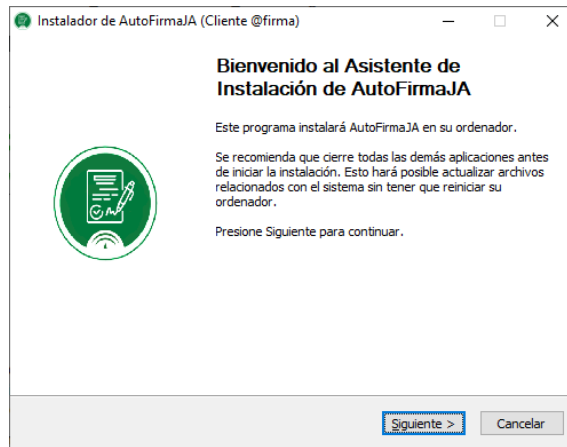 Instalador de AutoFirmaJA (Cliente @firma)
Bienvenido al Asistente de
Instalación de AutoFirmaJA
Este programa instalará AutoFirmaJA en su ordenador.
Se recomienda que cierre todas las demás aplicaciones antes
de iniciar la instalación. Esto hará posible actualizar archivos
relacionados con el sistema sin tener que reiniciar su
ordenador.
Presione Siguiente para continuar.
Siguiente >
Cancelar